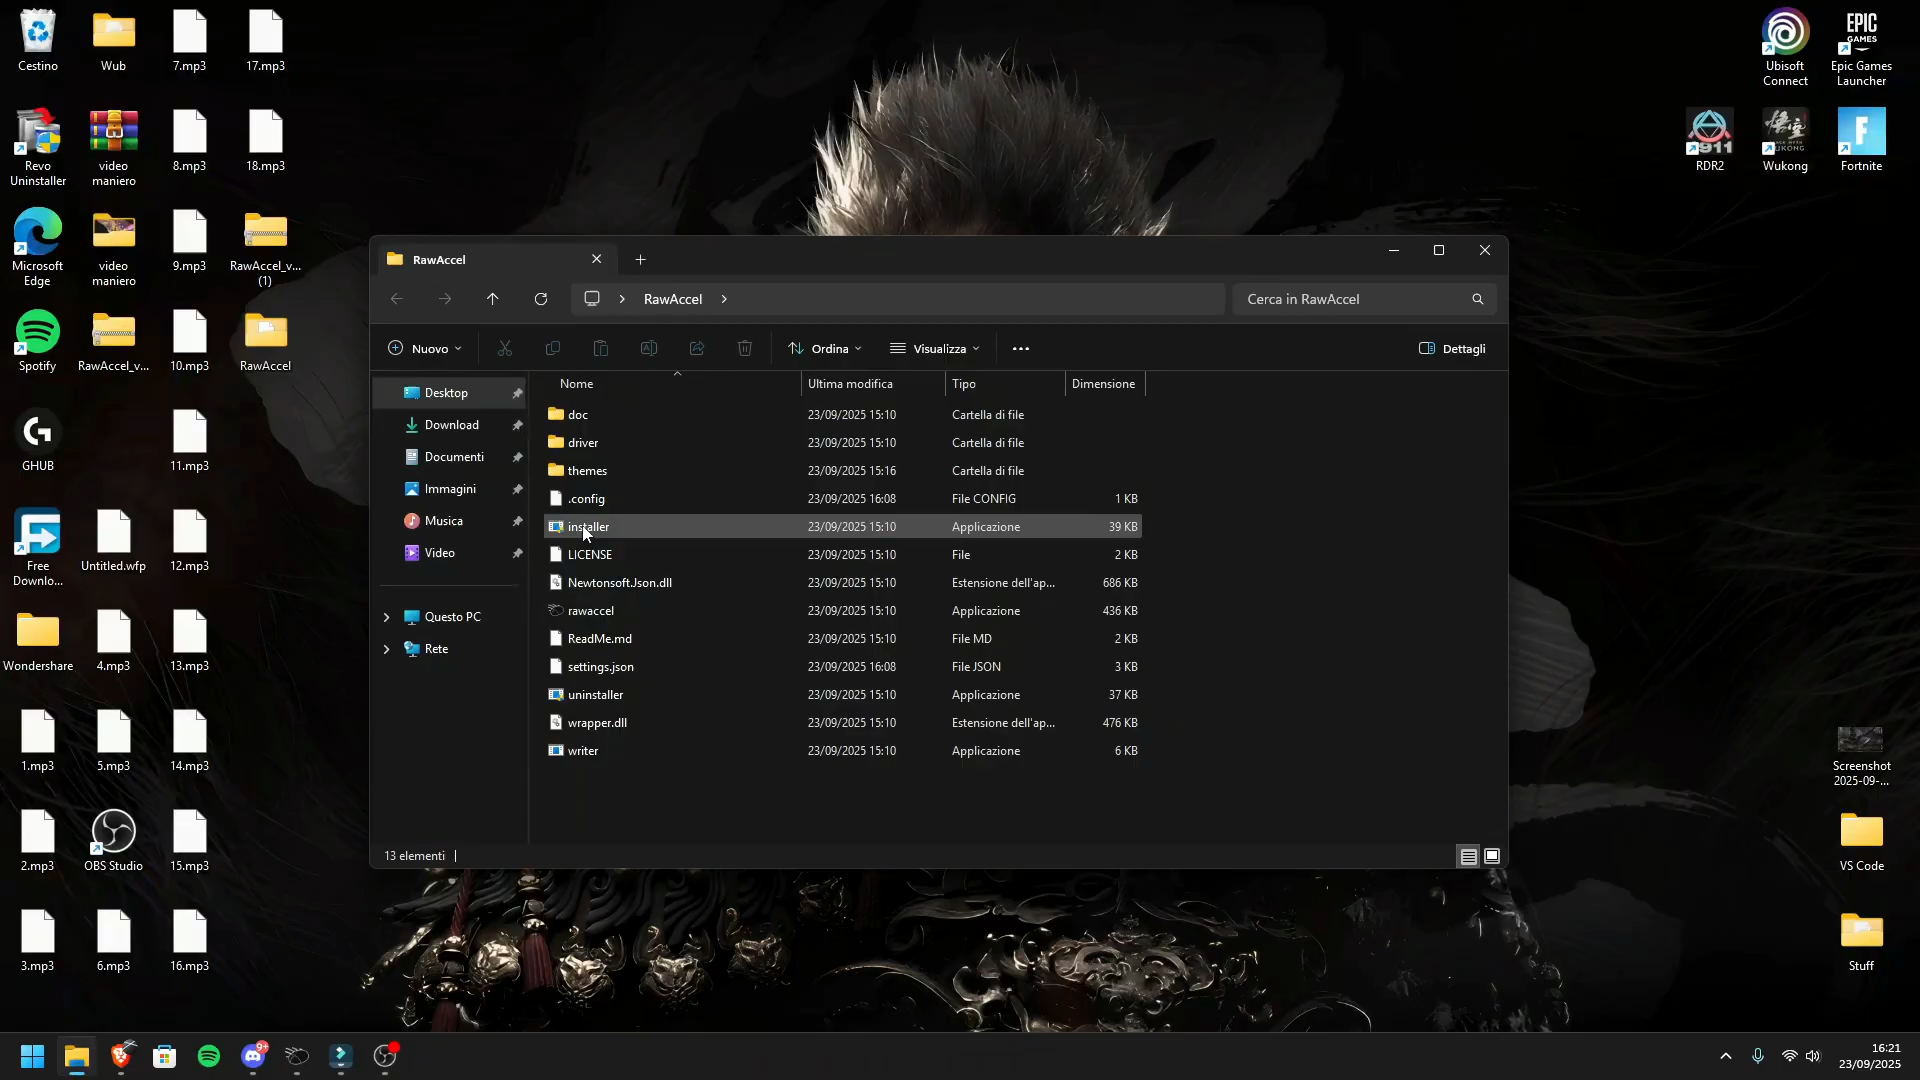 Cestino
Wub
7.mp3
17.mp3
Revo
Uninstaller
video
maniero
8.mp3
18.mp3
Microsoft
Edge
video
maniero
9.mp3
RawAccel_v...
(1)
Spotify
RawAccel_v...
10.mp3
RawAccel
GHUB
11.mp3
Free
Downlo...
Untitled.wfp
12.mp3
Wondershare
4.mp3
13.mp3
1.mp3
5.mp3
14.mp3
2.mp3
OBS Studio
15.mp3
3.mp3
6.mp3
16.mp3
EPIC
GAMES
Ubisoft
Connect
Epic Games
Launcher
RDR2
Wukong
Fortnite
Screenshot
2025-09-...
VS Code
Stuff
RawAccel
RawAccel
Cerca in RawAccel
Nuovo
Ordina
Visualizza
Dettagli
Desktop
Download
Documenti
Immagini
Musica
Video
Questo PC
Rete
Nome Ultima modifica Tipo Dimensione
doc 23/09/2025 15:10 Cartella di file
driver 23/09/2025 15:10 Cartella di file
themes 23/09/2025 15:16 Cartella di file
.config 23/09/2025 16:08 File CONFIG 1 KB
installer 23/09/2025 15:10 Applicazione 39 KB
LICENSE 23/09/2025 15:10 File 2 KB
Newtonsoft.Json.dll 23/09/2025 15:10 Estensione dell'ap... 686 KB
rawaccel 23/09/2025 15:10 Applicazione 436 KB
ReadMe.md 23/09/2025 15:10 File MD 2 KB
settings.json 23/09/2025 16:08 File JSON 3 KB
uninstaller 23/09/2025 15:10 Applicazione 37 KB
wrapper.dll 23/09/2025 15:10 Estensione dell'ap... 476 KB
writer 23/09/2025 15:10 Applicazione 6 KB
13 elementi
9+
16:21
23/09/2025